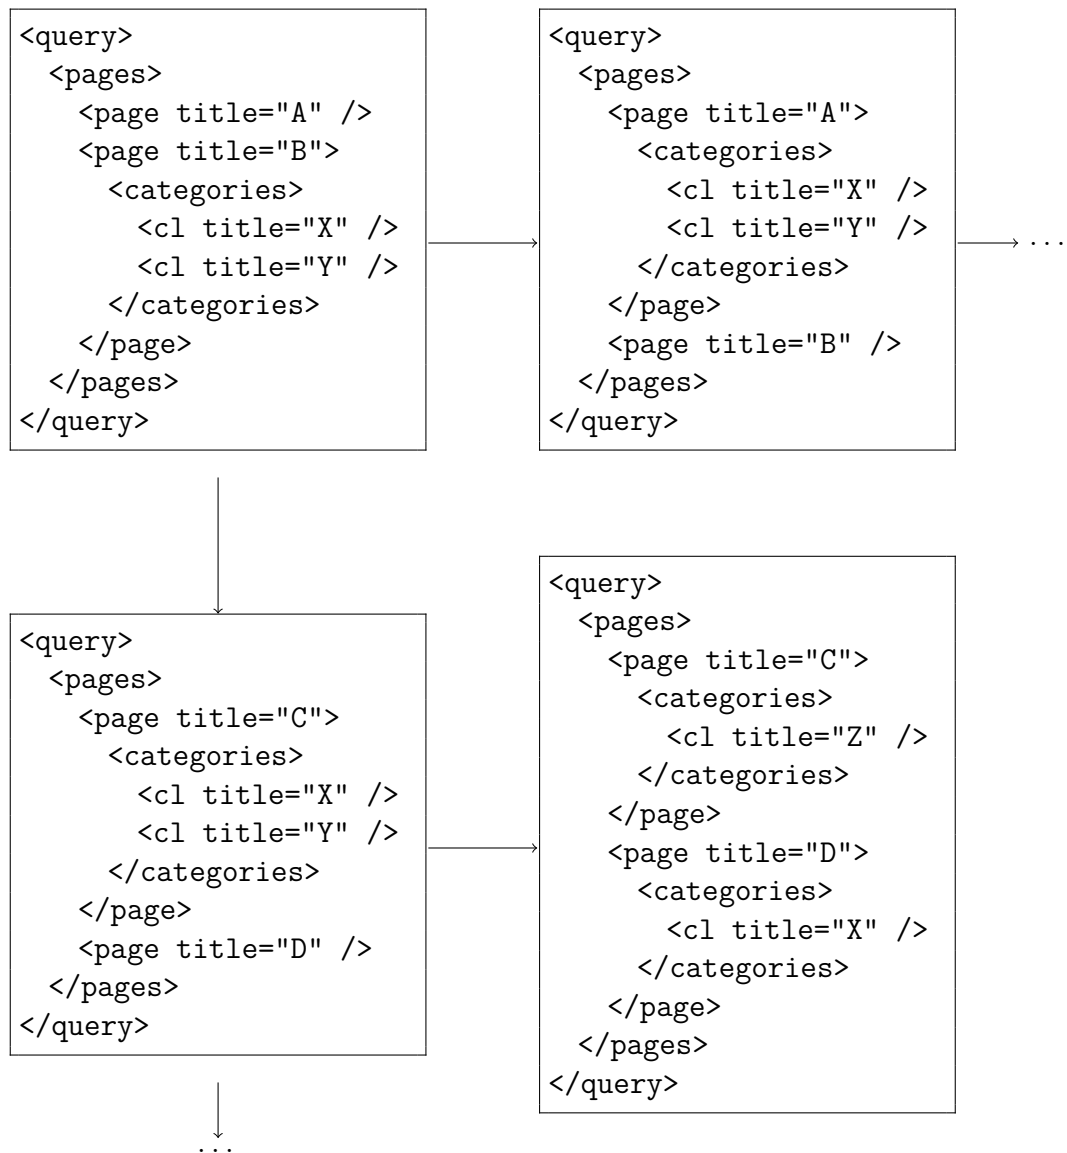 <query>
  <pages>
    <page title="A" />
    <page title="B">
      <categories>
        <cl title="X" />
        <cl title="Y" />
      </categories>
    </page>
  </pages>
</query>
<query>
  <pages>
    <page title="A">
      <categories>
        <cl title="X" />
        <cl title="Y" />
      </categories>
    </page>
    <page title="B" />
  </pages>
</query>
...
<query>
  <pages>
    <page title="C">
      <categories>
        <cl title="X" />
        <cl title="Y" />
      </categories>
    </page>
    <page title="D" />
  </pages>
</query>
<query>
  <pages>
    <page title="C">
      <categories>
        <cl title="Z" />
      </categories>
    </page>
    <page title="D">
      <categories>
        <cl title="X" />
      </categories>
    </page>
  </pages>
</query>
...